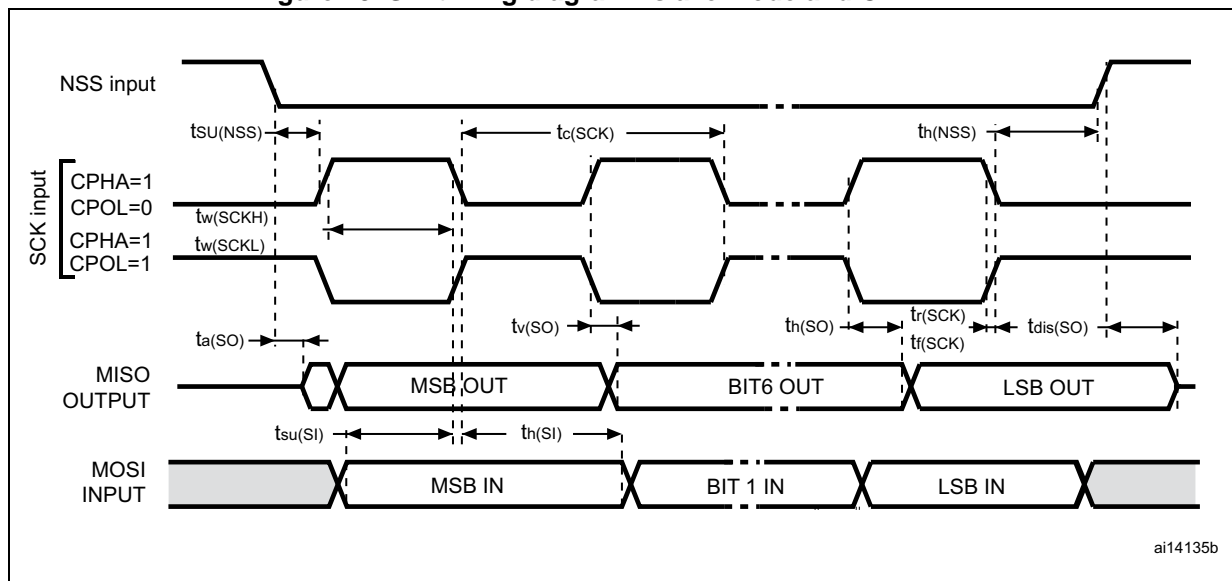 NSS input
tSU(NSS)
tc(SCK)
th(NSS)
SCK input
CPHA=1
CPOL=0
tw(SCKH)
CPHA=1
tw(SCKL)
CPOL=1
ta(SO)
tv(SO)
th(SO)
tr(SCK)
tf(SCK)
tdis(SO)
MISO
OUTPUT
MSB OUT
BIT6 OUT
LSB OUT
tsu(SI)
th(SI)
MOSI
INPUT
MSB IN
BIT 1 IN
LSB IN
ai14135b